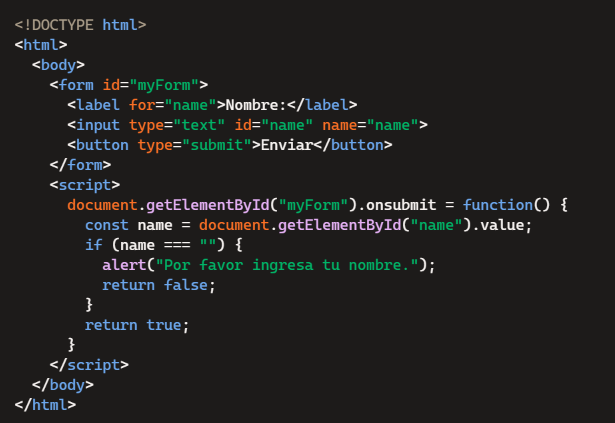 <!DOCTYPE html>
<html>
  <body>
    <form id="myForm">
      <label for="name">Nombre:</label>
      <input type="text" id="name" name="name">
      <button type="submit">Enviar</button>
    </form>
    <script>
      document.getElementById("myForm").onsubmit = function() {
        const name = document.getElementById("name").value;
        if (name === "") {
          alert("Por favor ingresa tu nombre.");
          return false;
        }
        return true;
      }
    </script>
  </body>
</html>